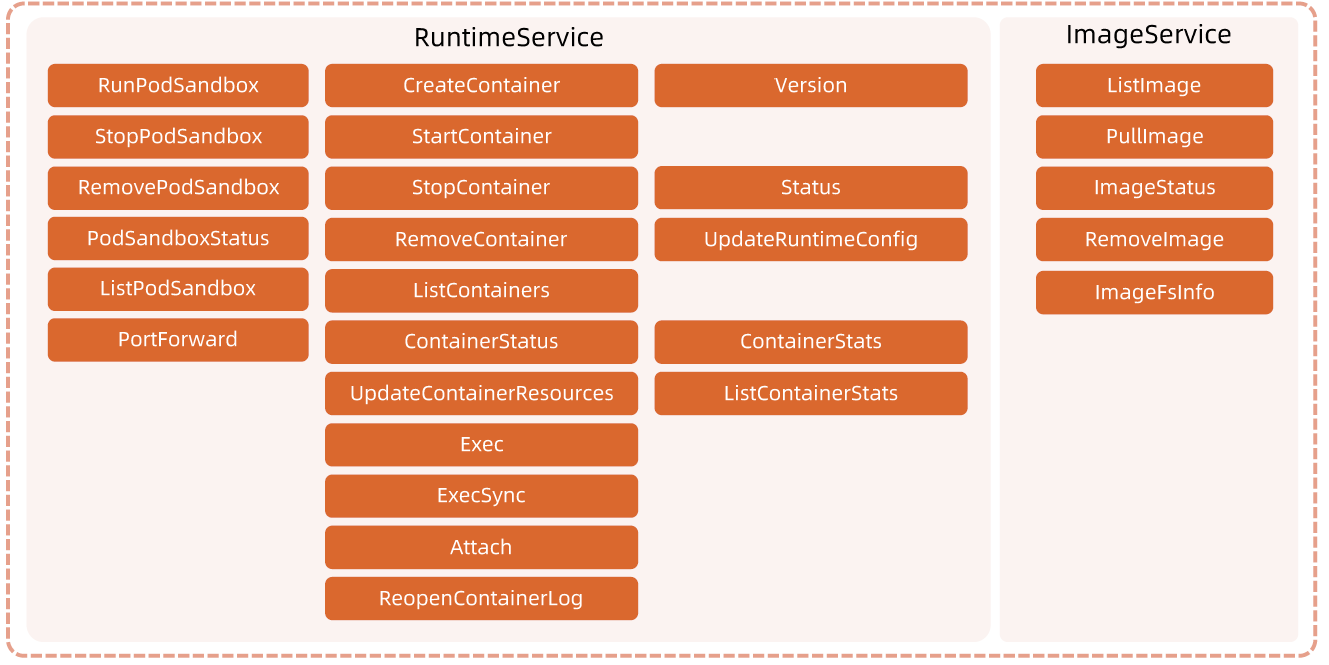 RuntimeService
RunPodSandbox
StopPodSandbox
RemovePodSandbox
PodSandboxStatus
ListPodSandbox
PortForward
CreateContainer
StartContainer
StopContainer
RemoveContainer
ListContainers
ContainerStatus
UpdateContainerResources
Exec
ExecSync
Attach
ReopenContainerLog
Version
Status
UpdateRuntimeConfig
ContainerStats
ListContainerStats
ImageService
ListImage
PullImage
ImageStatus
RemoveImage
ImageFsInfo